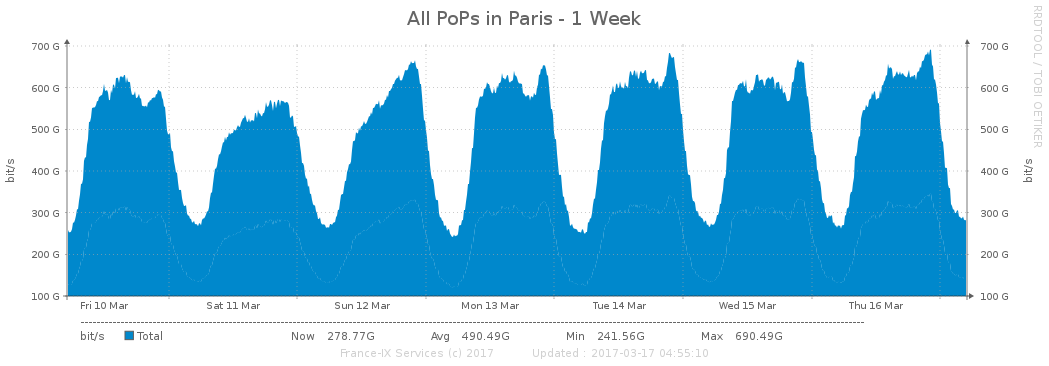 All PoPs in Paris - 1 Week
RRDTOOL / TOBI OETIKER
700 G 700 G
600 G 600 G
500 G 500 G
400 G 400 G
300 G 300 G
200 G 200 G
100 G 100 G
bit/s bit/s
Fri 10 Mar Sat 11 Mar Sun 12 Mar Mon 13 Mar Tue 14 Mar Wed 15 Mar Thu 16 Mar
bit/s Total Now 278.77G Avg 490.49G Min 241.56G Max 690.49G
France-IX Services (c) 2017 Updated : 2017-03-17 04:55:10